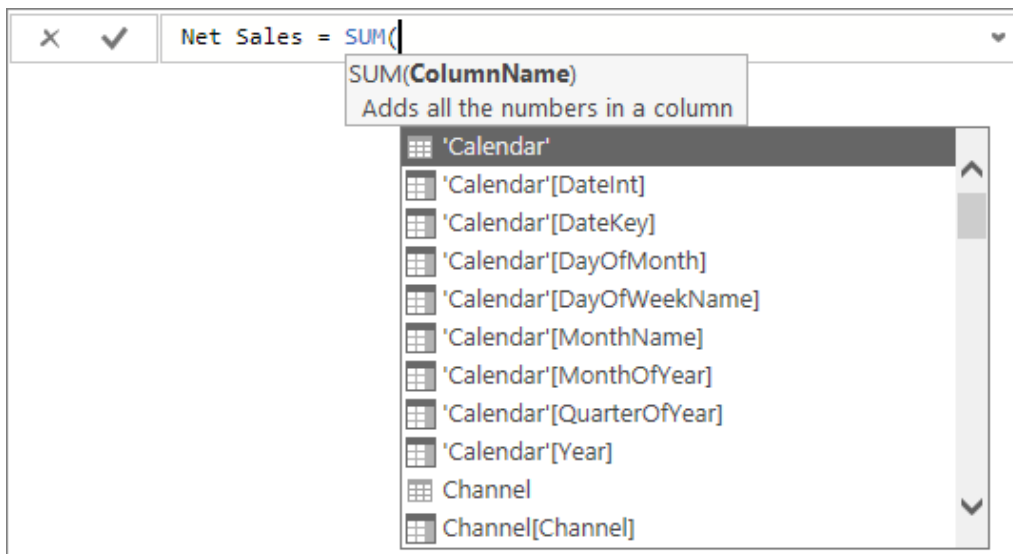 Net Sales = SUM(
SUM(ColumnName)
Adds all the numbers in a column
'Calendar'
'Calendar'[DateInt]
'Calendar'[DateKey]
'Calendar'[DayOfMonth]
'Calendar'[DayOfWeekName]
'Calendar'[MonthName]
'Calendar'[MonthOfYear]
'Calendar'[QuarterOfYear]
'Calendar'[Year]
Channel
Channel[Channel]